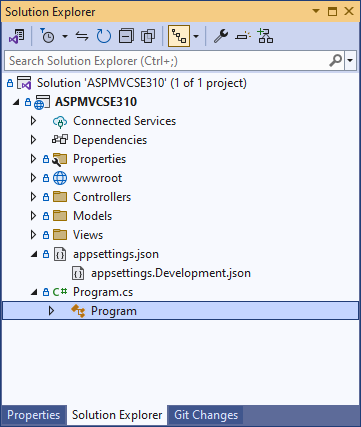 Solution Explorer
Search Solution Explorer (Ctrl+;)
Solution 'ASPMVCSE310' (1 of 1 project)
ASPMVCSE310
Connected Services
Dependencies
Properties
wwwroot
Controllers
Models
Views
appsettings.json
appsettings.Development.json
C# Program.cs
Program
Properties Solution Explorer Git Changes